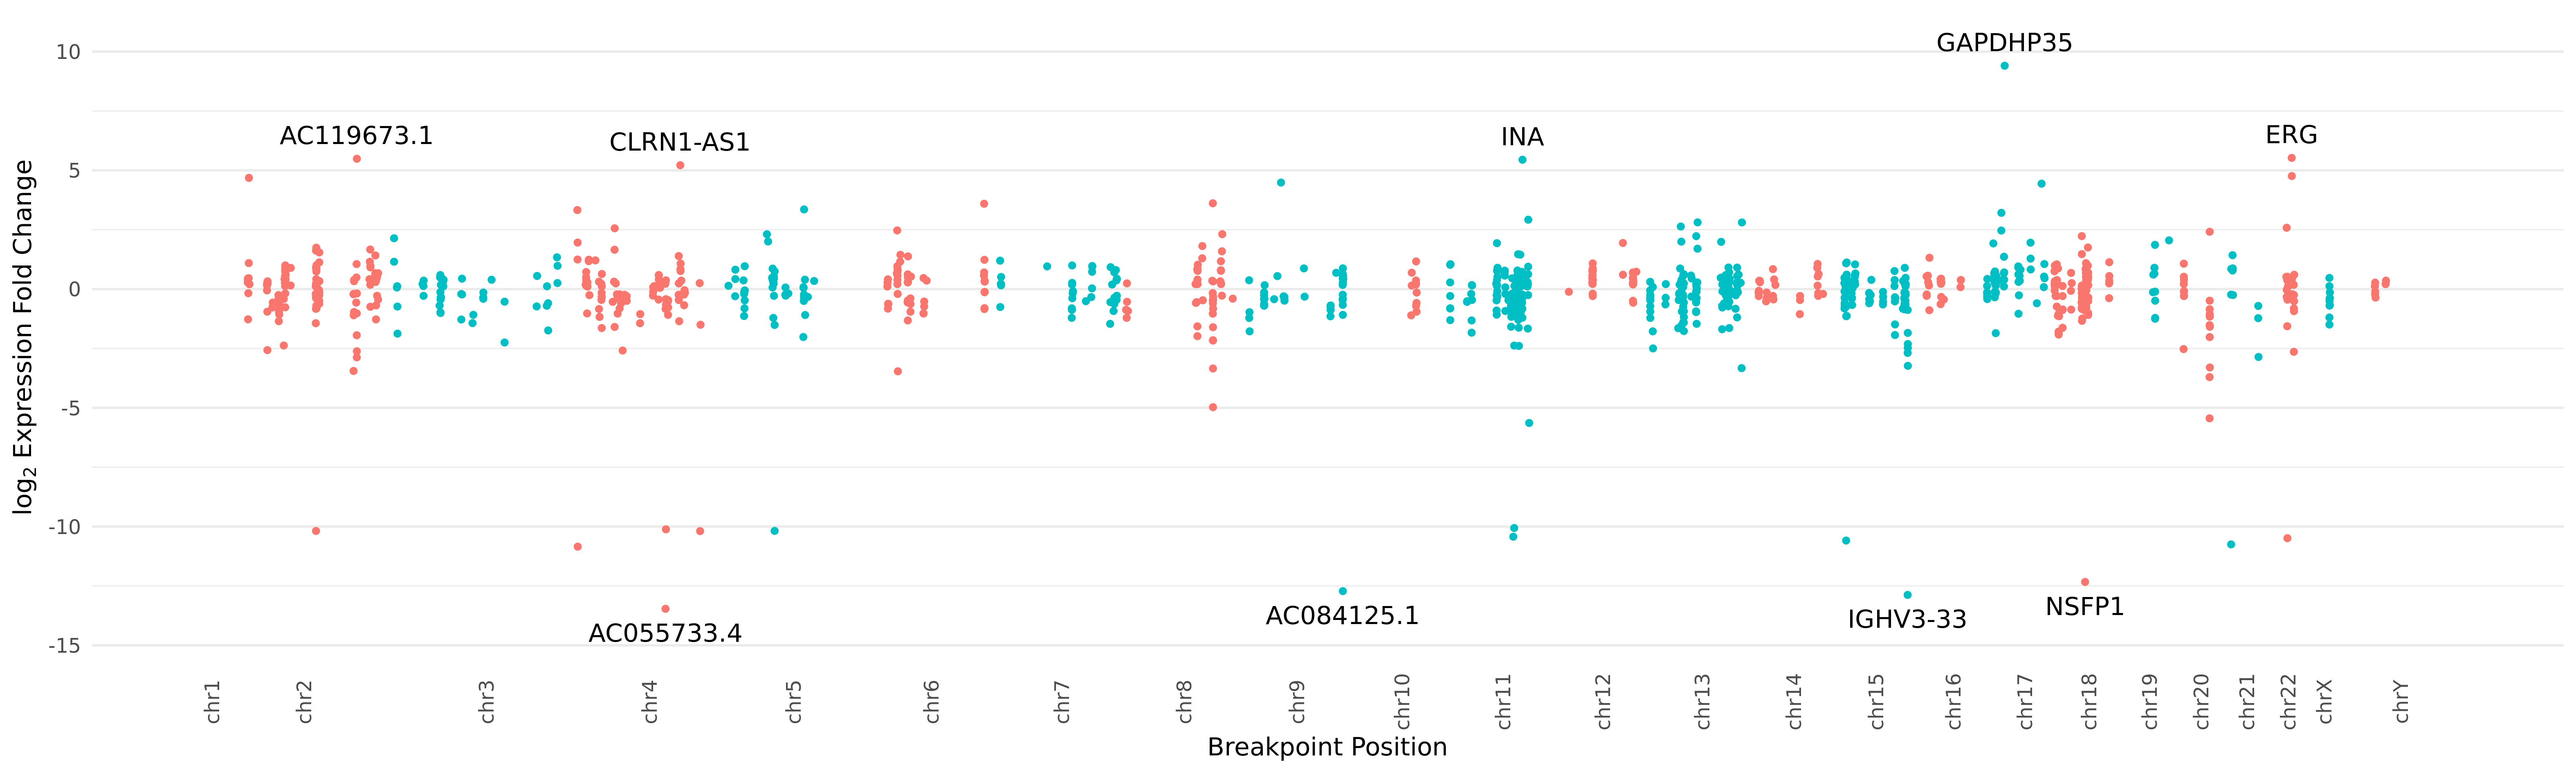 GAPDHP35
10
AC119673.1
CLRN1-AS1
INA
ERG
5
0
-5
-10
-15
log2 Expression Fold Change
AC055733.4
AC084125.1
IGHV3-33
NSFP1
chr1
chr2
chr3
chr4
chr5
chr6
chr7
chr8
chr9
chr10
chr11
chr12
chr13
chr14
chr15
chr16
chr17
chr18
chr19
chr20
chr21
chr22
chrX
chrY
Breakpoint Position